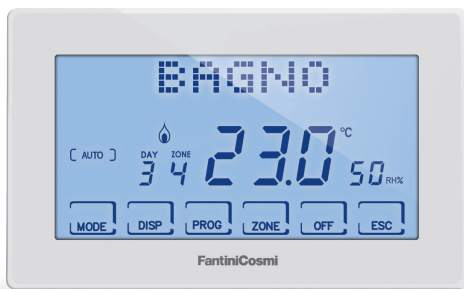 BAGNO
[ AUTO ] DAY 3 ZONE 4 23.0 °C 50 RH%
MODE DISP PROG ZONE OFF ESC
FantiniCosmi